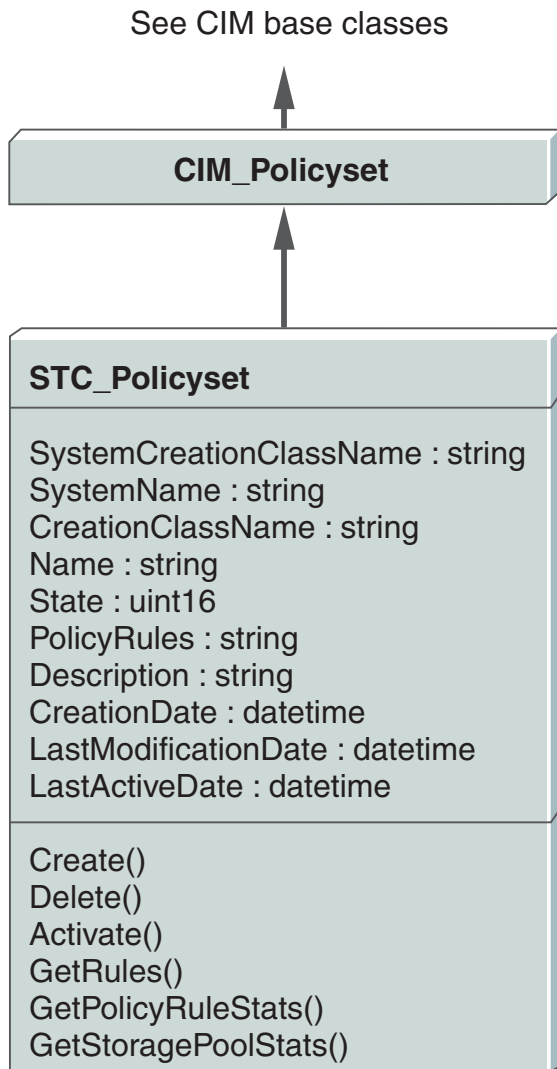 See CIM base classes
CIM_Policyset
STC_Policyset
SystemCreationClassName : string
SystemName : string
CreationClassName : string
Name : string
State : uint16
PolicyRules : string
Description : string
CreationDate : datetime
LastModificationDate : datetime
LastActiveDate : datetime
Create()
Delete()
Activate()
GetRules()
GetPolicyRuleStats()
GetStoragePoolStats()